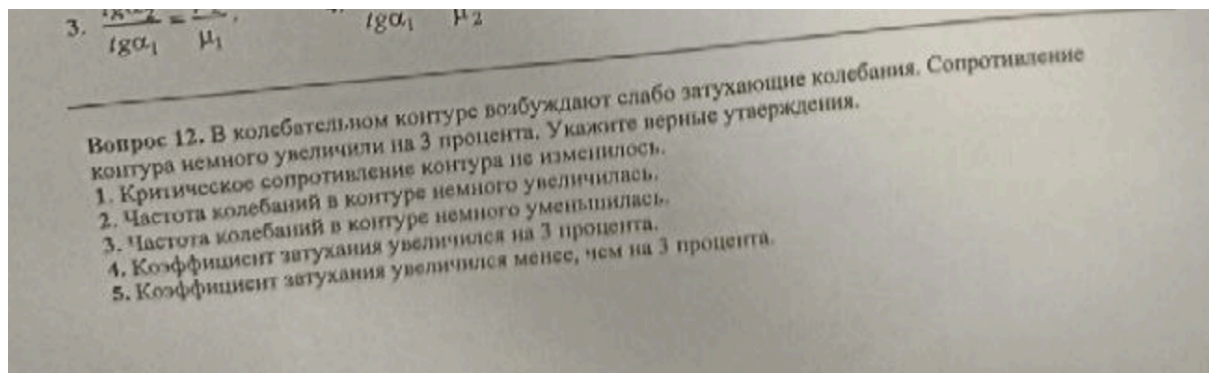 3. tgα₁ = μ₁, tgα₁ μ₂
Вопрос 12. В колебательном контуре возбуждают слабо затухающие колебания. Сопротивление
контура немного увеличили на 3 процента. Укажите верные утверждения.
1. Критическое сопротивление контура не изменилось.
2. Частота колебаний в контуре немного увеличилась.
3. Частота колебаний в контуре немного уменьшилась.
4. Коэффициент затухания увеличился на 3 процента.
5. Коэффициент затухания увеличился менее, чем на 3 процента.